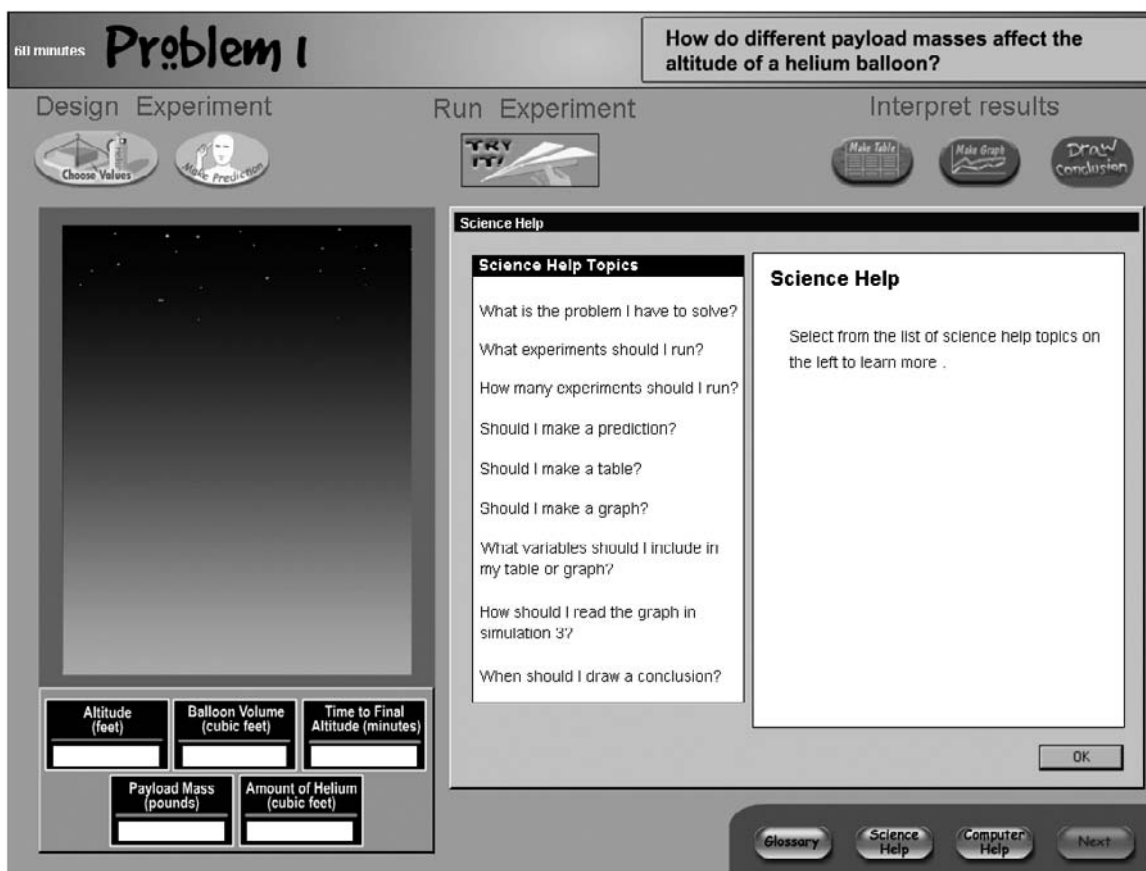 60 minutes
Problem 1
How do different payload masses affect the
altitude of a helium balloon?
Design Experiment
Run Experiment
Interpret results
Choose Values
Make Prediction
TRY
IT!
Make Table
Make Graph
Draw
Conclusion
Science Help
Science Help Topics
What is the problem I have to solve?
What experiments should I run?
How many experiments should I run?
Should I make a prediction?
Should I make a table?
Should I make a graph?
What variables should I include in
my table or graph?
How should I read the graph in
simulation 3?
When should I draw a conclusion?
Science Help
Select from the list of science help topics on
the left to learn more .
OK
Altitude
(feet)
Balloon Volume
(cubic feet)
Time to Final
Altitude (minutes)
Payload Mass
(pounds)
Amount of Helium
(cubic feet)
Glossary
Science
Help
Computer
Help
Next